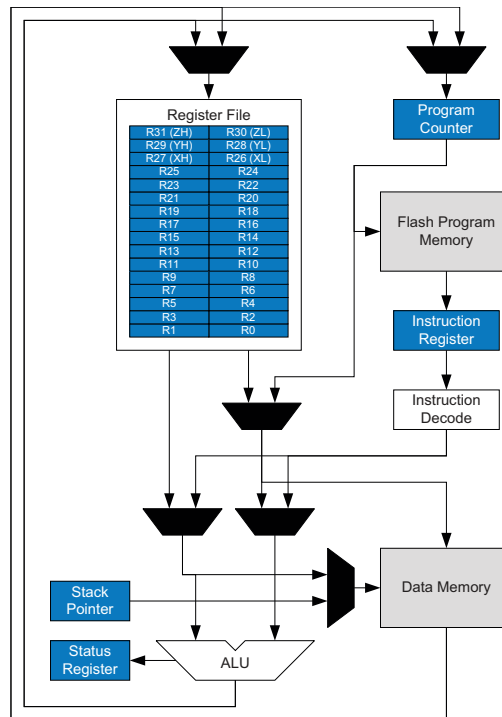 Register File
R31 (ZH) R30 (ZL)
R29 (YH) R28 (YL)
R27 (XH) R26 (XL)
R25 R24
R23 R22
R21 R20
R19 R18
R17 R16
R15 R14
R13 R12
R11 R10
R9 R8
R7 R6
R5 R4
R3 R2
R1 R0
Program
Counter
Flash Program
Memory
Instruction
Register
Instruction
Decode
Stack
Pointer
Data Memory
Status
Register
ALU